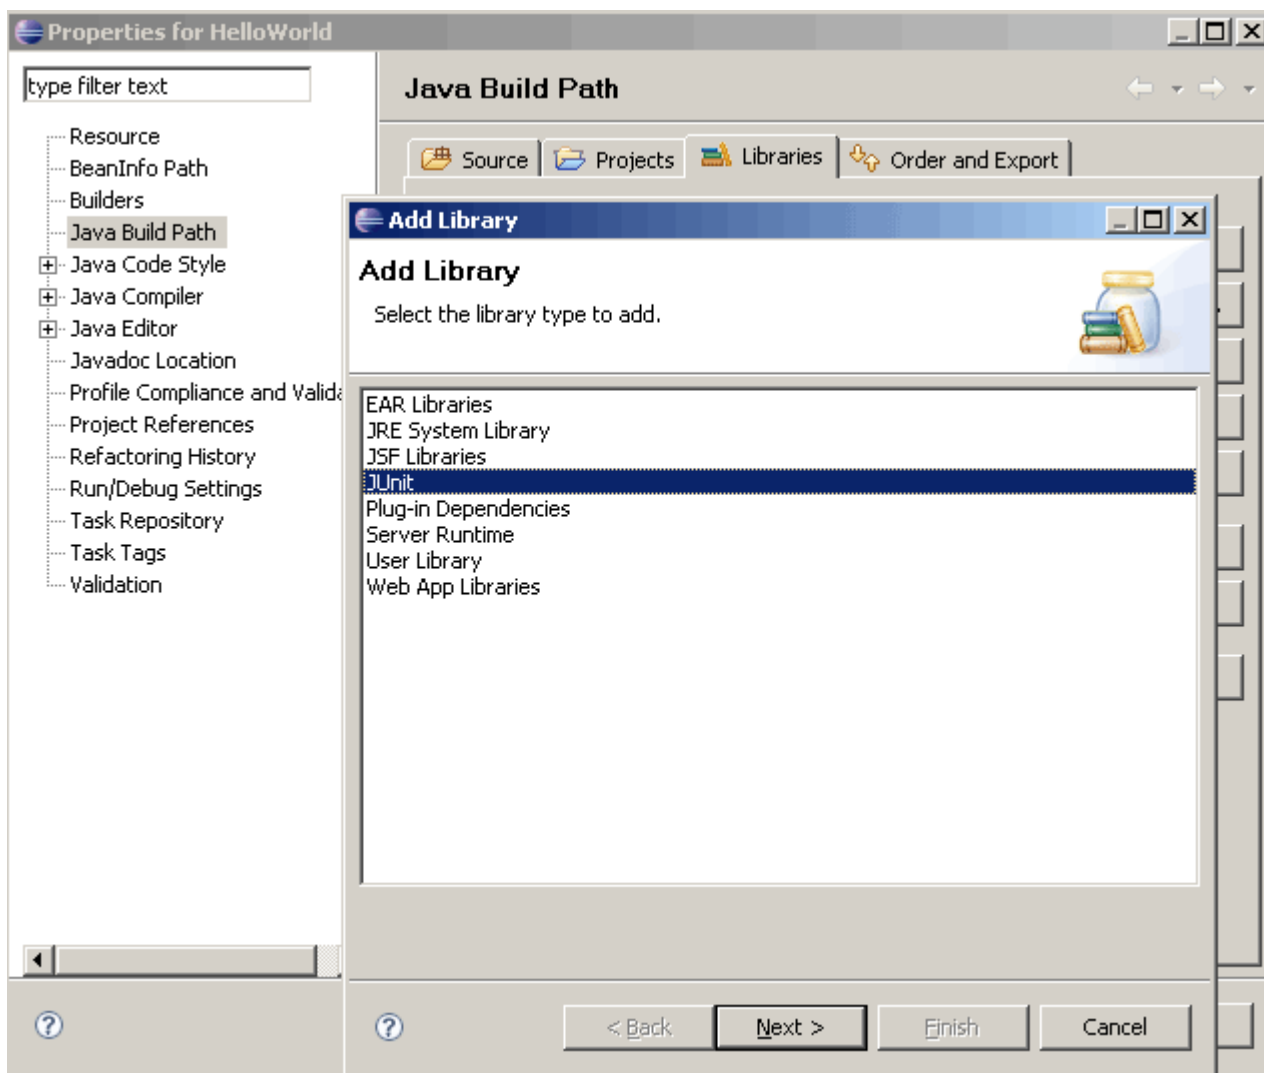 Properties for HelloWorld
type filter text
Resource
BeanInfo Path
Builders
Java Build Path
Java Code Style
Java Compiler
Java Editor
Javadoc Location
Profile Compliance and Valida
Project References
Refactoring History
Run/Debug Settings
Task Repository
Task Tags
Validation
Java Build Path
Source Projects Libraries Order and Export
Add Library
Add Library
Select the library type to add.
EAR Libraries
JRE System Library
JSF Libraries
JUnit
Plug-in Dependencies
Server Runtime
User Library
Web App Libraries
< Back Next > Finish Cancel